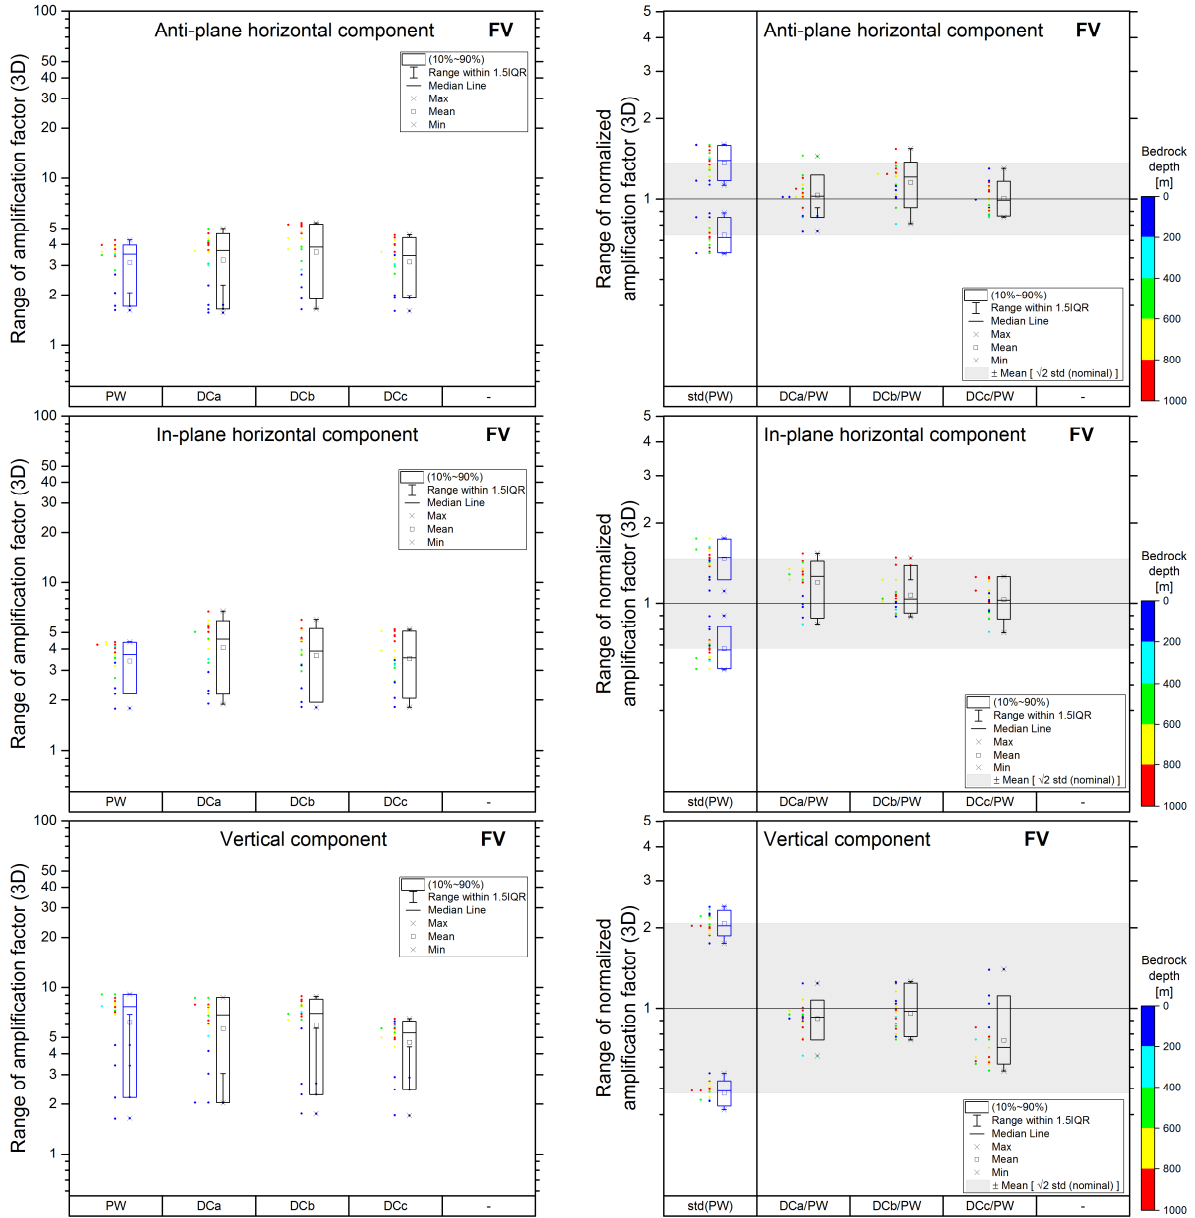 Anti-plane horizontal component FV
Range of amplification factor (3D)
100
50
40
30
20
10
5
4
3
2
1
(10%~90%)
Range within 1.5IQR
Median Line
Max
Mean
Min
PW DCa DCb DCc -
Anti-plane horizontal component FV
Range of normalized
amplification factor (3D)
5
4
3
2
1
(10%~90%)
Range within 1.5IQR
Median Line
Max
Mean
Min
± Mean [ √2 std (nominal) ]
std(PW) DCa/PW DCb/PW DCc/PW -
Bedrock
depth
[m]
0
200
400
600
800
1000
In-plane horizontal component FV
Range of amplification factor (3D)
100
50
40
30
20
10
5
4
3
2
1
(10%~90%)
Range within 1.5IQR
Median Line
Max
Mean
Min
PW DCa DCb DCc -
In-plane horizontal component FV
Range of normalized
amplification factor (3D)
5
4
3
2
1
(10%~90%)
Range within 1.5IQR
Median Line
Max
Mean
Min
± Mean [ √2 std (nominal) ]
std(PW) DCa/PW DCb/PW DCc/PW -
Bedrock
depth
[m]
0
200
400
600
800
1000
Vertical component FV
Range of amplification factor (3D)
100
50
40
30
20
10
5
4
3
2
1
(10%~90%)
Range within 1.5IQR
Median Line
Max
Mean
Min
PW DCa DCb DCc -
Vertical component FV
Range of normalized
amplification factor (3D)
5
4
3
2
1
(10%~90%)
Range within 1.5IQR
Median Line
Max
Mean
Min
± Mean [ √2 std (nominal) ]
std(PW) DCa/PW DCb/PW DCc/PW -
Bedrock
depth
[m]
0
200
400
600
800
1000